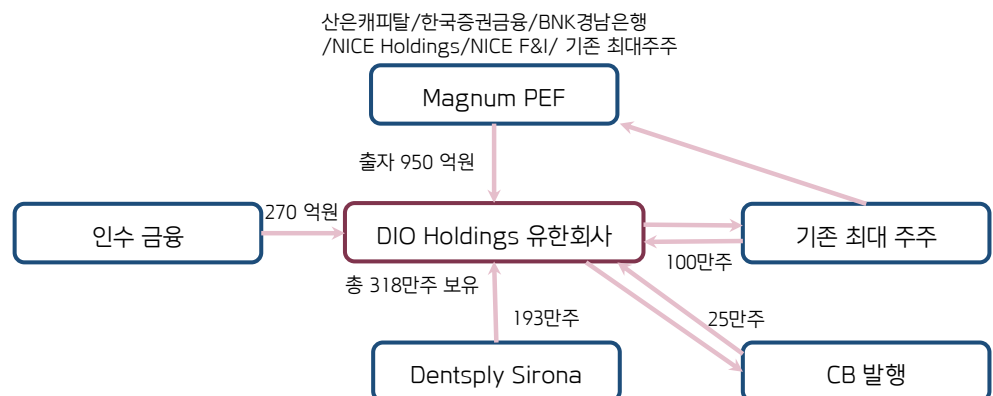 산은캐피탈/한국증권금융/BNK경남은행
/NICE Holdings/NICE F&I/ 기존 최대주주
Magnum PEF
출자 950 억원
인수 금융
270 억원
DIO Holdings 유한회사
기존 최대 주주
100만주
총 318만주 보유
193만주
25만주
Dentsply Sirona
CB 발행